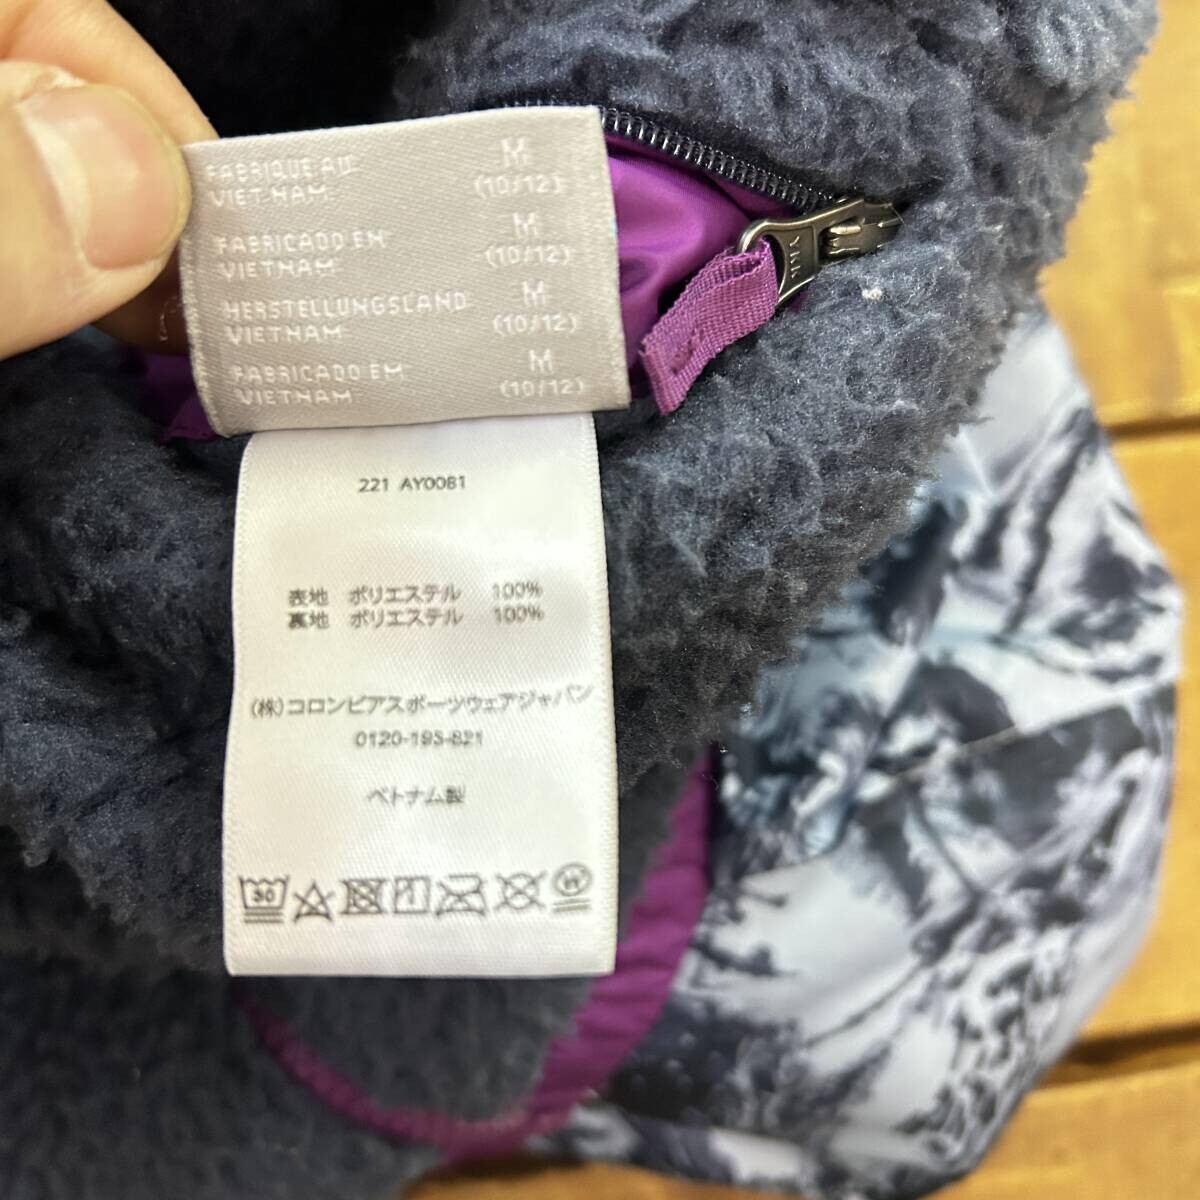 FABRIQUE AU M
VIETNAM (10/12)
FABRICADO EM M
VIETNAM (10/12)
HERSTELLUNGSLAND M
VIETNAM (10/12)
FABRICADO EM M
VIETNAM (10/12)
YKK
221 AY0081
表地 ポリエステル 100%
裏地 ポリエステル 100%
(株)コロンビアスポーツウェアジャパン
0120-193-821
ベトナム製
30
W